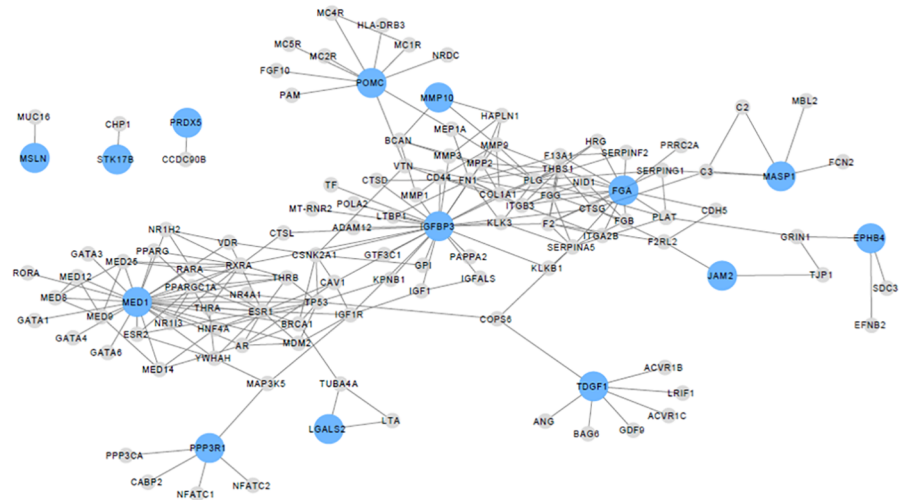 MC4R
HLA-DRB3
MC5R
MC1R
MC2R
NRDC
FGF10
POMC
PAM
MMP10
C2
MBL2
MUC16
CHP1
PRDX5
HAPLN1
MEP1A
BCAN
MMP9
HRG
F13A1
SERPINF2
PRRC2A
MSLN
STK17B
CCDC90B
MMP3
MPP2
THBS1
VTN
SERPING1
C3
MASP1
FCN2
CTSD
CD44
FN1
PLG
NID1
FGA
TF
MMP1
COL1A1
FGG
POLA2
ITGB3
CTSG
MT-RNR2
LTBP1
FGB
PLAT
CDH5
NR1H2
CTSL
ADAM12
IGFBP3
KLK3
F2
ITGA2B
F2RL2
GRIN1
EPHB4
VDR
GATA3
PPARG
CSNK2A1
GTF3C1
PAPPA2
SERPINA5
MED26
RARA
RXRA
GPI
KLKB1
RORA
MED12
PPARGC1A
THRB
CAV1
KPNB1
IGFALS
JAM2
TJP1
SDC3
MED8
MED1
NR4A1
TP53
IGF1
THRA
ESR1
IGF1R
GATA1
MED9
NR1I3
HNF4A
BRCA1
COPS6
EFNB2
GATA4
ESR2
AR
MDM2
GATA6
YWHAH
MED14
MAP3K5
TUBA4A
TDGF1
ACVR1B
LRIF1
LGALS2
LTA
ANG
ACVR1C
BAG6
GDF9
PPP3R1
PPP3CA
CABP2
NFATC1
NFATC2